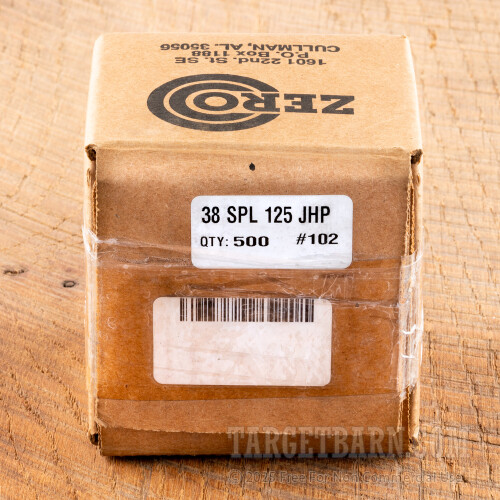 1601 22nd. St. SE
P.O. Box 1188
CULLMAN, AL. 35056
ZERO
38 SPL 125 JHP
QTY: 500 #102
TARGETBARN.COM